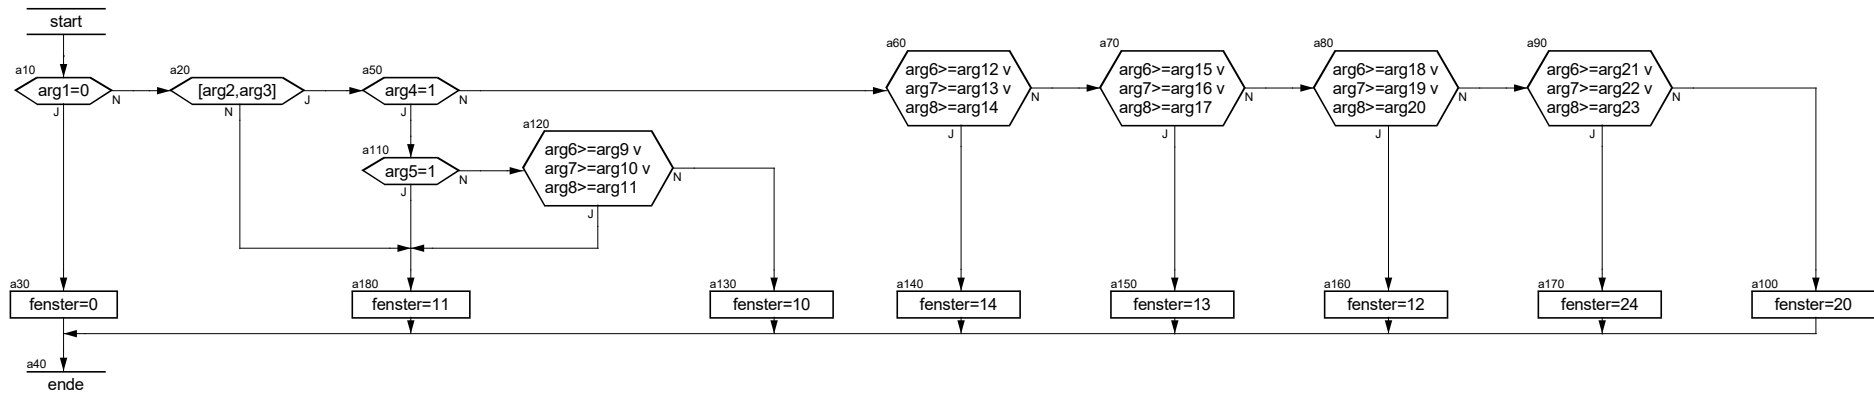 start
a10
arg1=0
N
J
a20
[arg2,arg3]
J
N
a50
arg4=1
N
J
a60
arg6>=arg12 v
arg7>=arg13 v
arg8>=arg14
N
J
a70
arg6>=arg15 v
arg7>=arg16 v
arg8>=arg17
N
J
a80
arg6>=arg18 v
arg7>=arg19 v
arg8>=arg20
N
J
a90
arg6>=arg21 v
arg7>=arg22 v
arg8>=arg23
N
J
a110
arg5=1
N
J
a120
arg6>=arg9 v
arg7>=arg10 v
arg8>=arg11
N
J
a30
fenster=0
a180
fenster=11
a130
fenster=10
a140
fenster=14
a150
fenster=13
a160
fenster=12
a170
fenster=24
a100
fenster=20
a40
ende